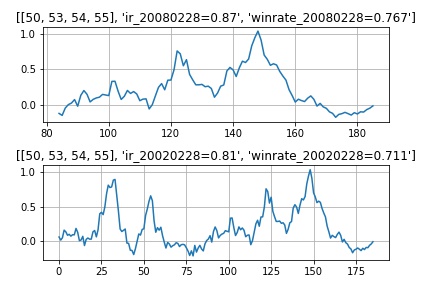 [[50, 53, 54, 55], 'ir_20080228=0.87', 'winrate_20080228=0.767']
1.0
0.5
0.0
80 100 120 140 160 180
[[50, 53, 54, 55], 'ir_20020228=0.81', 'winrate_20020228=0.711']
1.0
0.5
0.0
0 25 50 75 100 125 150 175